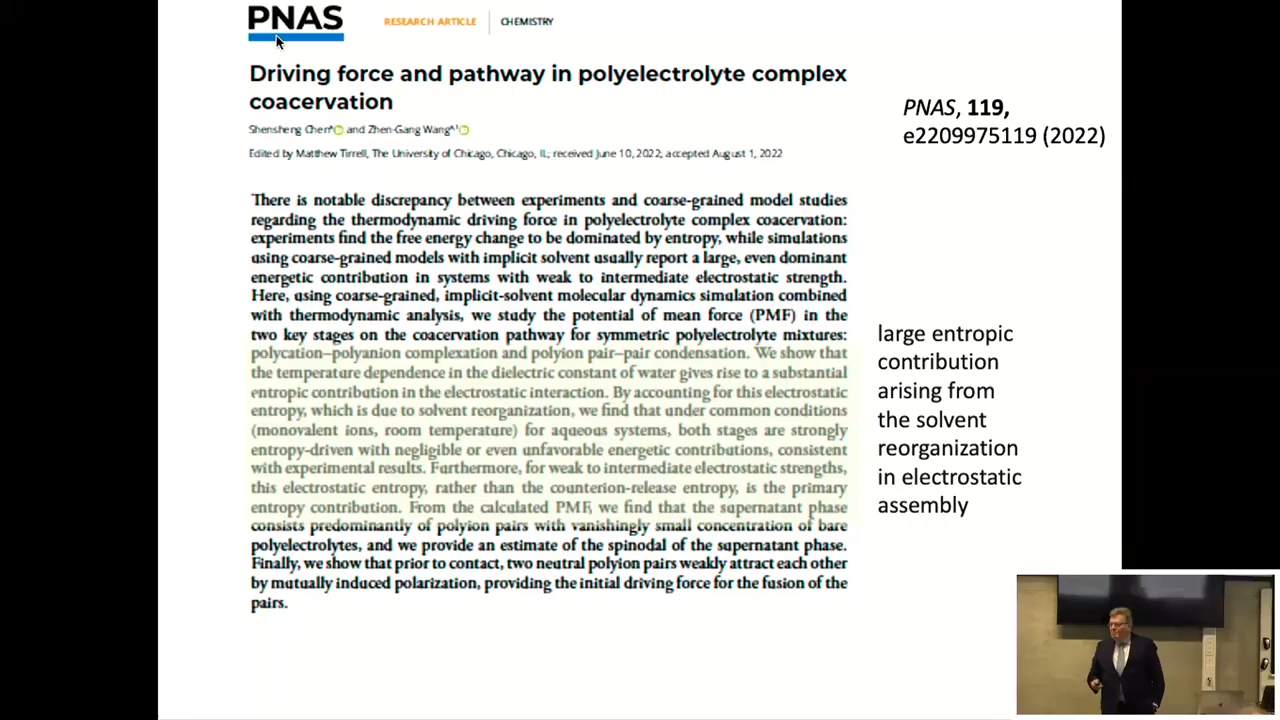 PNAS
RESEARCH ARTICLE
CHEMISTRY
Driving force and pathway in polyelectrolyte complex
coacervation
Shensheng Chen and Zhen-Gang Wang
Edited by Matthew Tirrell, The University of Chicago, Chicago, IL; received June 10, 2022; accepted August 1, 2022
There is notable discrepancy between experiments and coarse-grained model studies
regarding the thermodynamic driving force in polyelectrolyte complex coacervation:
experiments find the free energy change to be dominated by entropy, while simulations
using coarse-grained models with implicit solvent usually report a large, even dominant
energetic contribution in systems with weak to intermediate electrostatic strength.
Here, using coarse-grained, implicit-solvent molecular dynamics simulation combined
with thermodynamic analysis, we study the potential of mean force (PMF) in the
two key stages on the coacervation pathway for symmetric polyelectrolyte mixtures:
polycation–polyanion complexation and polyion pair–pair condensation. We show that
the temperature dependence in the dielectric constant of water gives rise to a substantial
entropic contribution in the electrostatic interaction. By accounting for this electrostatic
entropy, which is due to solvent reorganization, we find that under common conditions
(monovalent ions, room temperature) for aqueous systems, both stages are strongly
entropy-driven with negligible or even unfavorable energetic contributions, consistent
with experimental results. Furthermore, for weak to intermediate electrostatic strengths,
this electrostatic entropy, rather than the counterion-release entropy, is the primary
entropy contribution. From the calculated PMF, we find that the supernatant phase
consists predominantly of polyion pairs with vanishingly small concentration of bare
polyelectrolytes, and we provide an estimate of the spinodal of the supernatant phase.
Finally, we show that prior to contact, two neutral polyion pairs weakly attract each other
by mutually induced polarization, providing the initial driving force for the fusion of the
pairs.
PNAS, 119,
e2209975119 (2022)
large entropic
contribution
arising from
the solvent
reorganization
in electrostatic
assembly